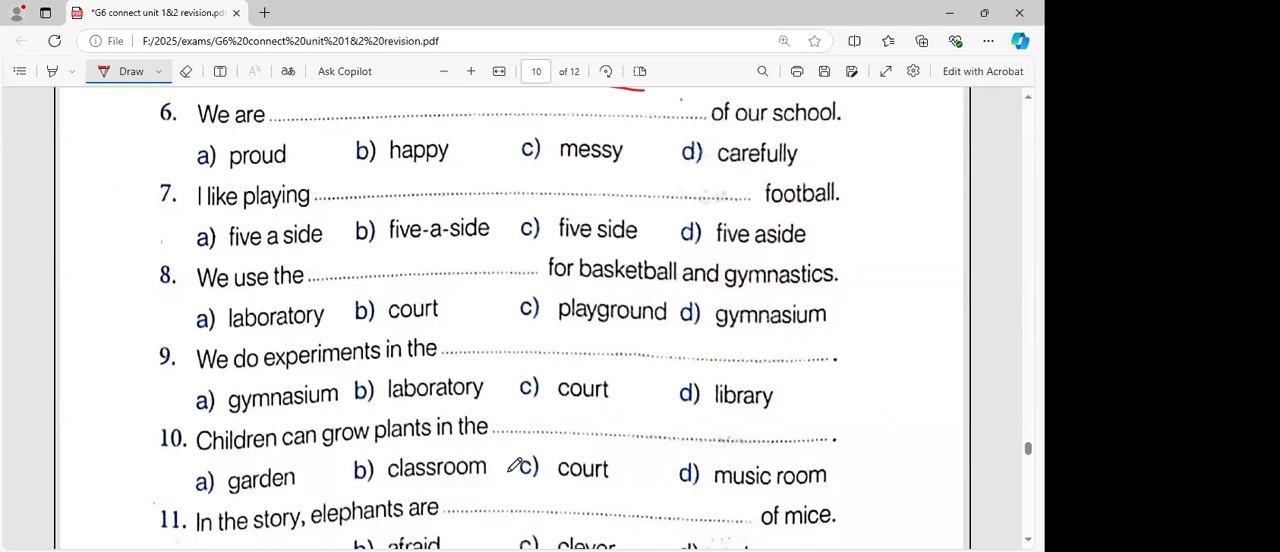 *G6 connect unit 1&2 revision.pdf
File F:/2025/exams/G6%20connect%20unit%201&2%20revision.pdf
Draw aあ Ask Copilot 10 of 12 Edit with Acrobat
6. We are ........ of our school.
a) proud b) happy c) messy d) carefully
7. I like playing ........ football.
a) five a side b) five-a-side c) five side d) five aside
8. We use the ........ for basketball and gymnastics.
a) laboratory b) court c) playground d) gymnasium
9. We do experiments in the ........ .
a) gymnasium b) laboratory c) court d) library
10. Children can grow plants in the ........ .
a) garden b) classroom c) court d) music room
11. In the story, elephants are ........ of mice.
b) afraid c) clever